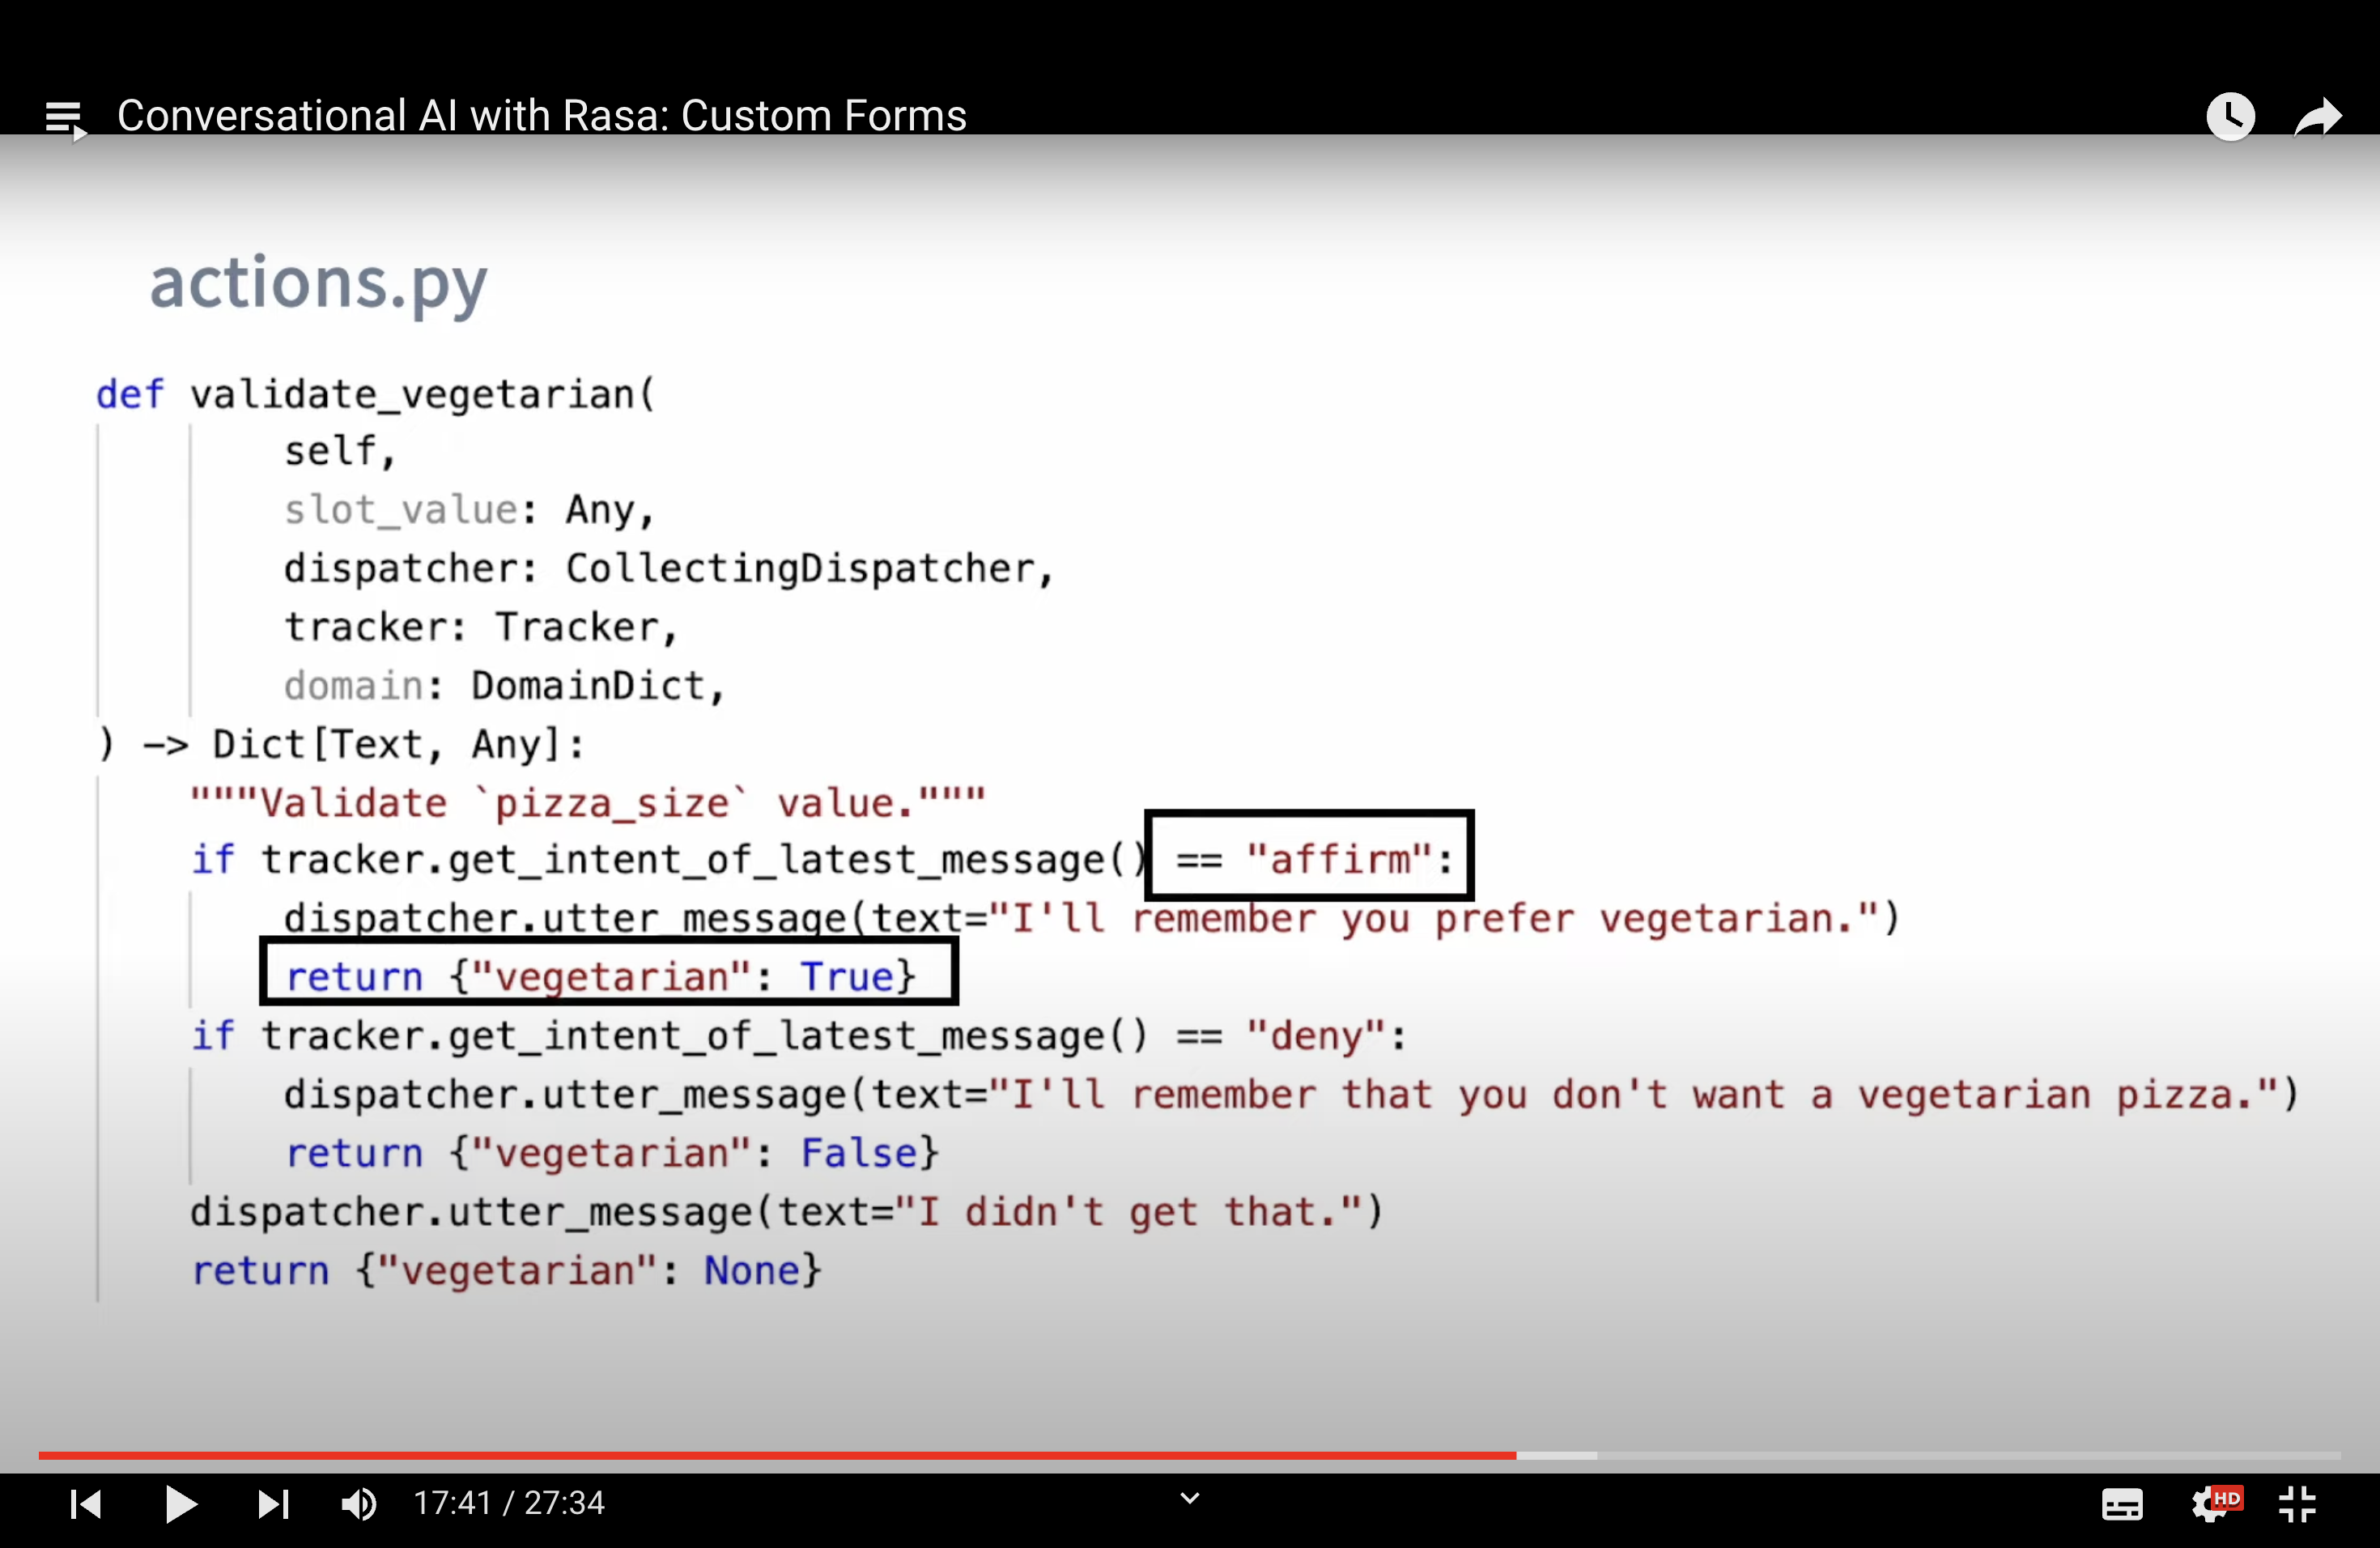 Conversational AI with Rasa: Custom Forms
actions.py
def validate_vegetarian(
self,
slot_value: Any,
dispatcher: CollectingDispatcher,
tracker: Tracker,
domain: DomainDict,
) -> Dict[Text, Any]:
"""Validate `pizza_size` value."""
if tracker.get_intent_of_latest_message() == "affirm":
dispatcher.utter_message(text="I'll remember you prefer vegetarian.")
return {"vegetarian": True}
if tracker.get_intent_of_latest_message() == "deny":
dispatcher.utter_message(text="I'll remember that you don't want a vegetarian pizza.")
return {"vegetarian": False}
dispatcher.utter_message(text="I didn't get that.")
return {"vegetarian": None}
17:41 / 27:34
HD